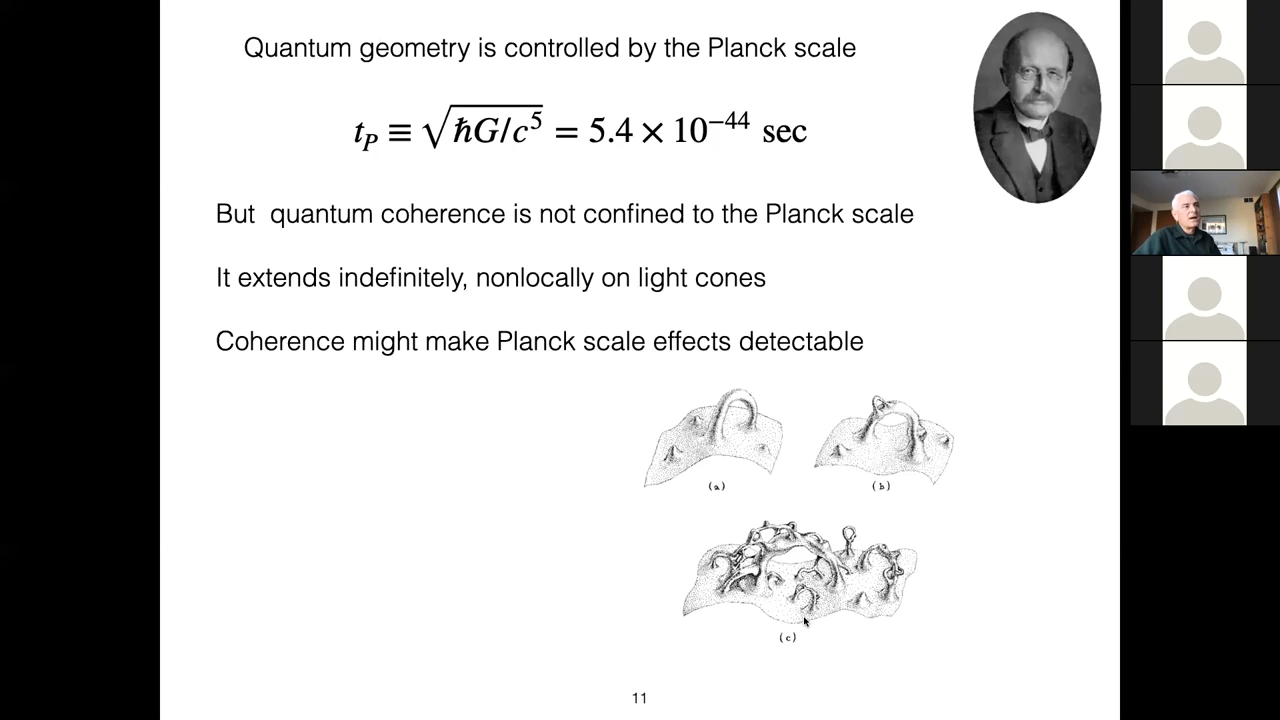 Quantum geometry is controlled by the Planck scale
t_P ≡ √ħG/c⁵ = 5.4 × 10⁻⁴⁴ sec
But quantum coherence is not confined to the Planck scale
It extends indefinitely, nonlocally on light cones
Coherence might make Planck scale effects detectable
(a)
(b)
(c)
11